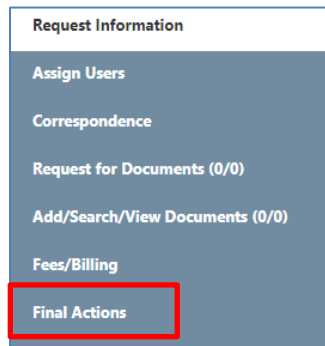 Request Information
Assign Users
Correspondence
Request for Documents (0/0)
Add/Search/View Documents (0/0)
Fees/Billing
Final Actions